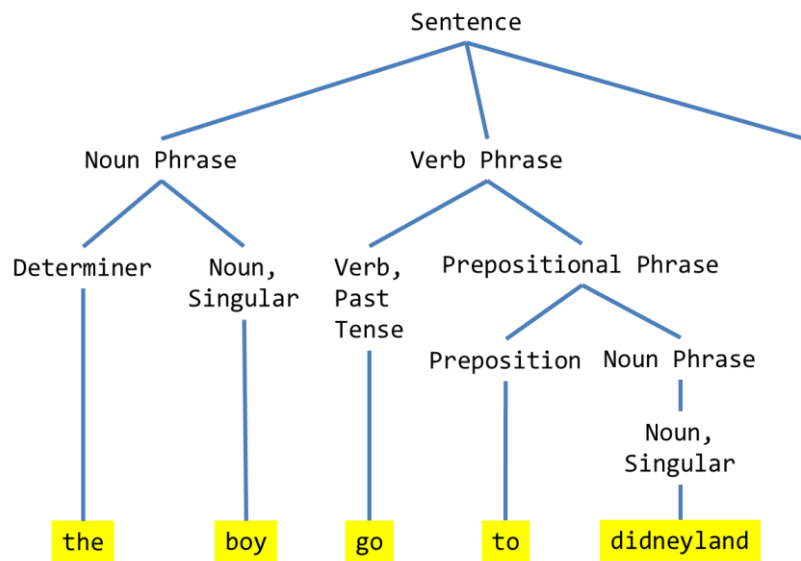 Sentence
Noun Phrase
Verb Phrase
Determiner
Noun,
Singular
Verb,
Past
Tense
Prepositional Phrase
Preposition
Noun Phrase
Noun,
Singular
the
boy
go
to
didneyland